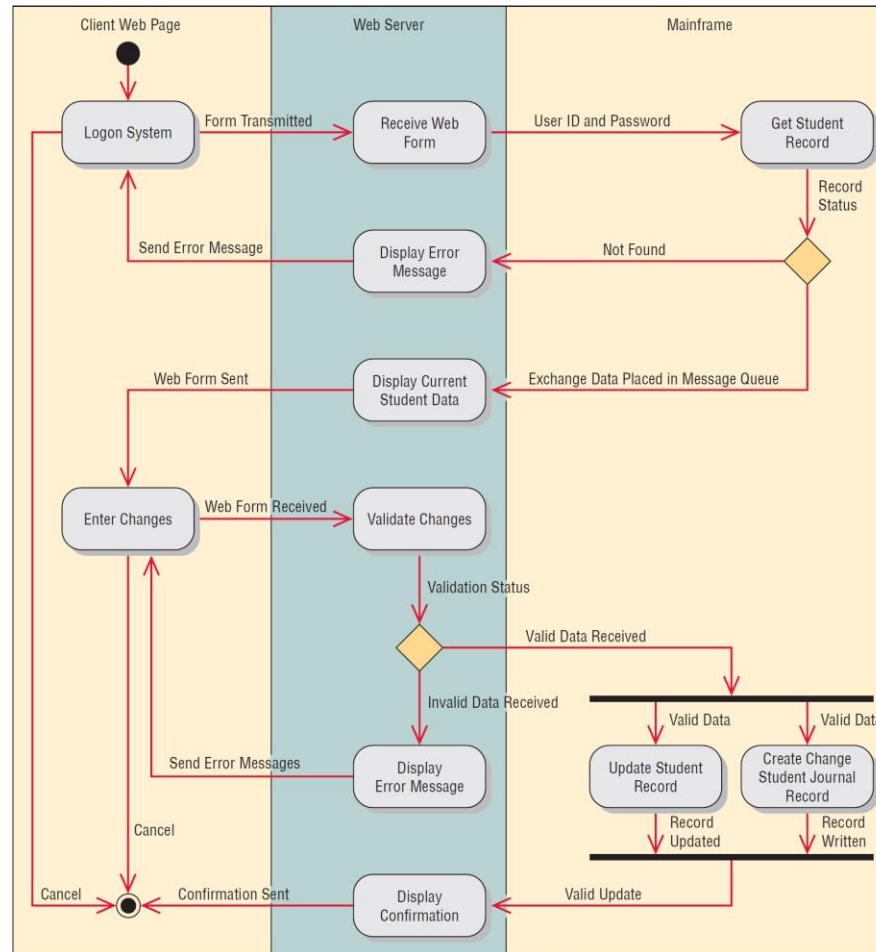 Client Web Page
Web Server
Mainframe
Logon System
Form Transmitted
Receive Web
Form
User ID and Password
Get Student
Record
Record
Status
Send Error Message
Display Error
Message
Not Found
Web Form Sent
Display Current
Student Data
Exchange Data Placed in Message Queue
Enter Changes
Web Form Received
Validate Changes
Validation Status
Valid Data Received
Invalid Data Received
Valid Data
Valid Data
Send Error Messages
Display
Error Message
Update Student
Record
Create Change
Student Journal
Record
Record
Updated
Record
Written
Cancel
Cancel
Confirmation Sent
Display
Confirmation
Valid Update